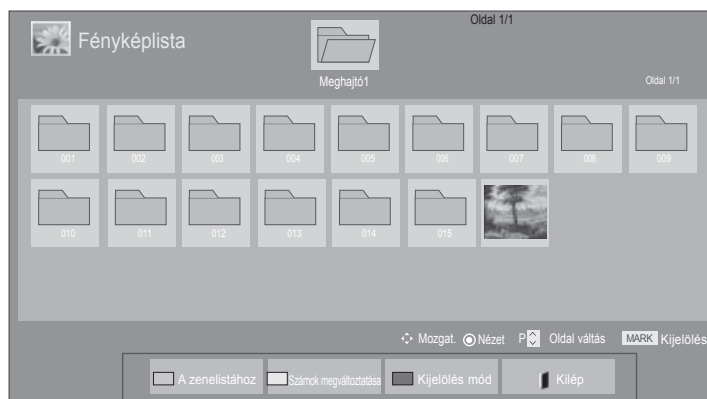 Oldal 1/1
Fényképlista
Meghajtó1
Oldal 1/1
001 002 003 004 005 006 007 008 009
010 011 012 013 014 015
Mozgat. Nézet P Oldal váltás MARK Kijelölés
A zenelistához Számok megváltoztatása Kijelölés mód Kilép